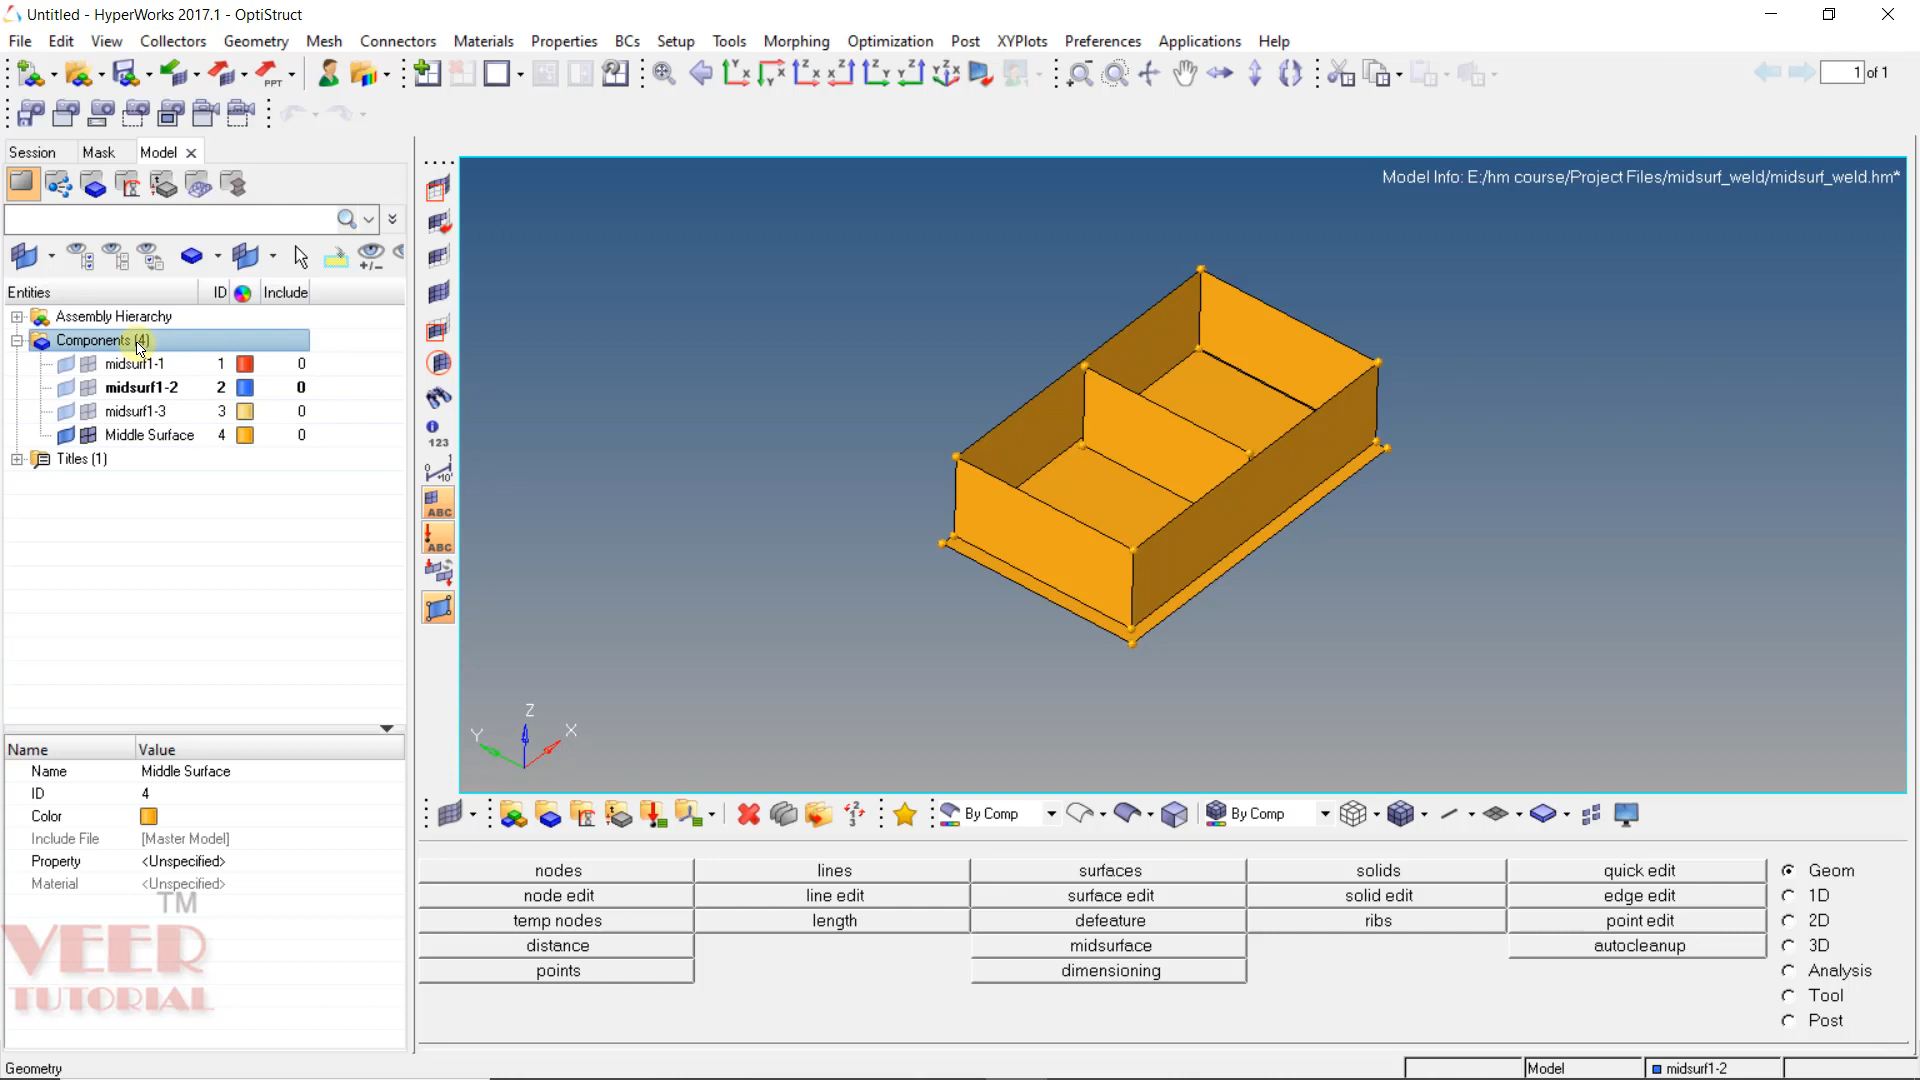 Untitled - HyperWorks 2017.1 - OptiStruct
File Edit View Collectors Geometry Mesh Connectors Materials Properties BCs Setup Tools Morphing Optimization Post XYPlots Preferences Applications Help
1 of 1
Session Mask Model
Model Info: E:/hm course/Project Files/midsurf_weld/midsurf_weld.hm*
Entities ID Include
Assembly Hierarchy
Components (4)
midsurf1-1 1 0
midsurf1-2 2 0
midsurf1-3 3 0
Middle Surface 4 0
Titles (1)
123
ABC
ABC
Z
Y X
Name Value
Name Middle Surface
ID 4
Color
Include File [Master Model]
Property <Unspecified>
Material <Unspecified>
TM
VEER
TUTORIAL
By Comp By Comp
nodes lines surfaces solids quick edit Geom
node edit line edit surface edit solid edit edge edit 1D
temp nodes length defeature ribs point edit 2D
distance midsurface autocleanup 3D
points dimensioning Analysis
Tool
Post
Geometry Model midsurf1-2